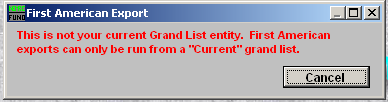 First American Export
FUND
This is not your current Grand List entity.  First American
exports can only be run from a "Current" grand list.
Cancel